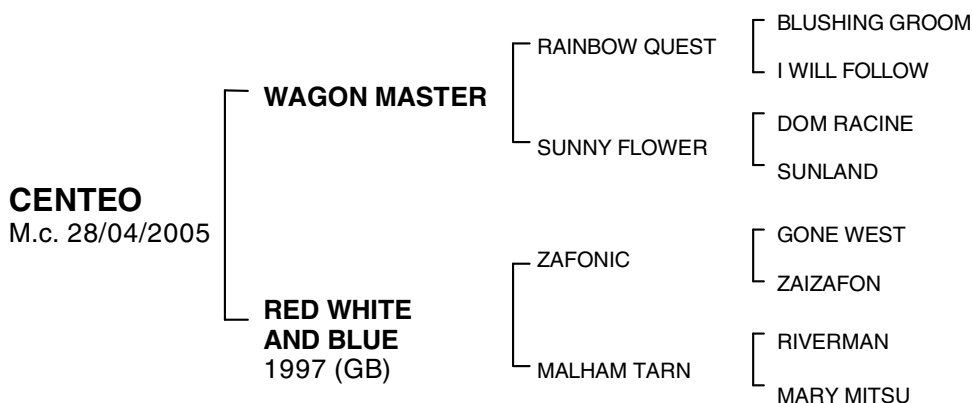 CENTEO
M.c. 28/04/2005
WAGON MASTER
RED WHITE
AND BLUE
1997 (GB)
RAINBOW QUEST
SUNNY FLOWER
ZAFONIC
MALHAM TARN
BLUSHING GROOM
I WILL FOLLOW
DOM RACINE
SUNLAND
GONE WEST
ZAIZAFON
RIVERMAN
MARY MITSU